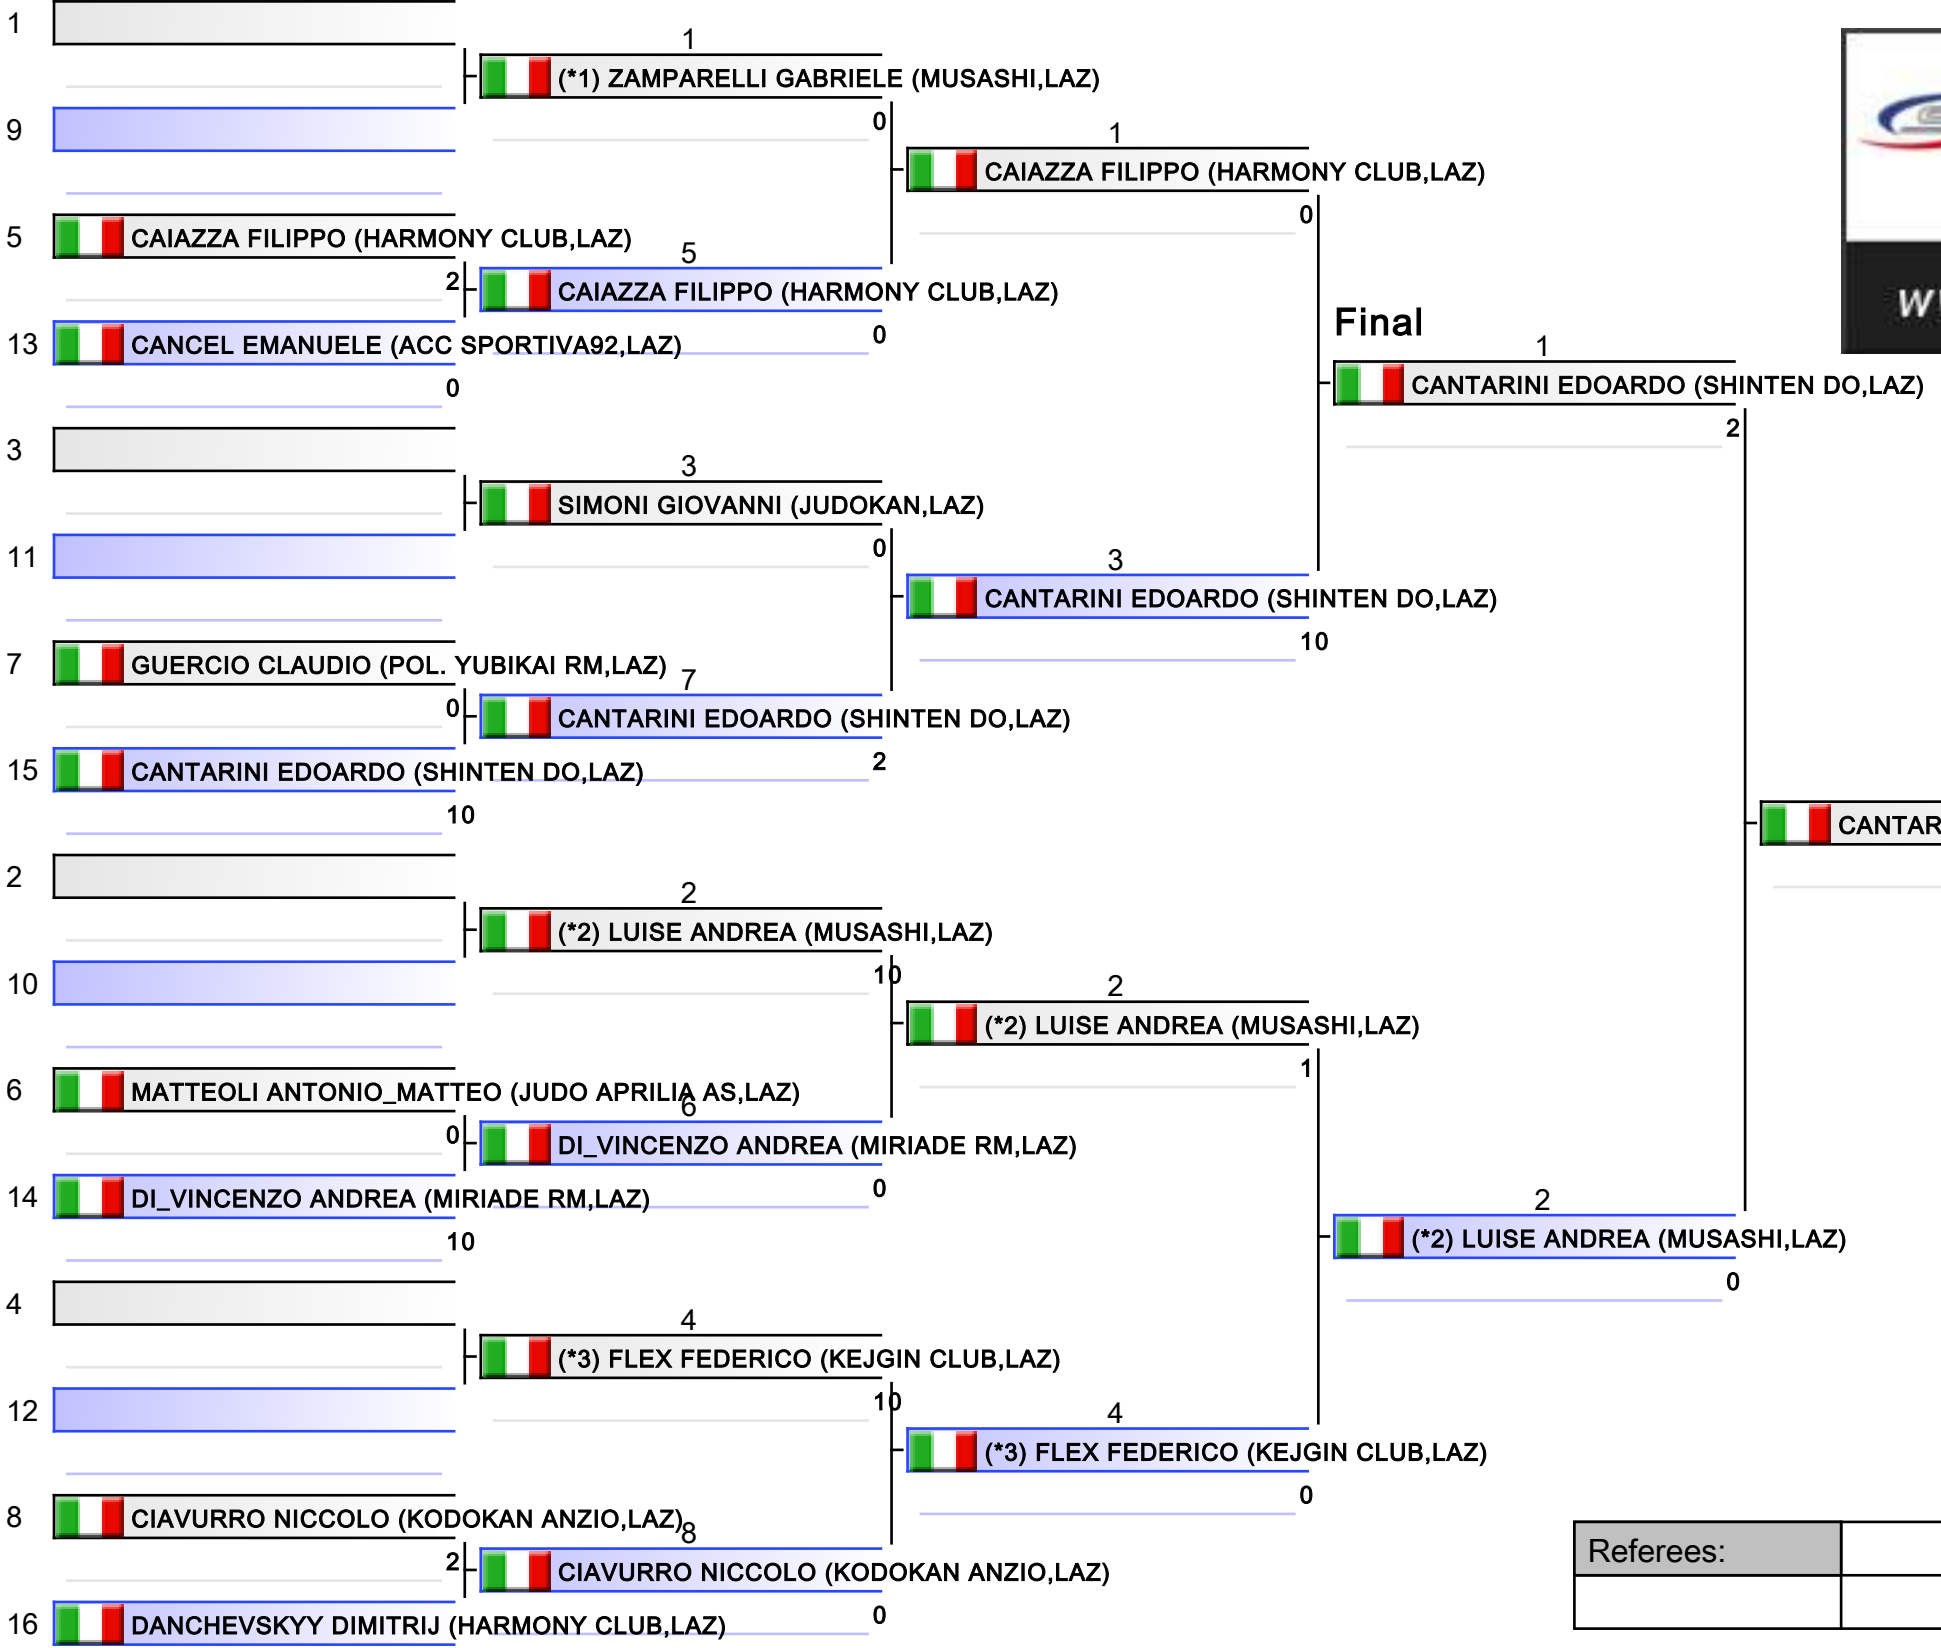 1
1
(*1) ZAMPARELLI GABRIELE (MUSASHI,LAZ)
0
9
1
CAIAZZA FILIPPO (HARMONY CLUB,LAZ)
0
5
CAIAZZA FILIPPO (HARMONY CLUB,LAZ)
2
5
CAIAZZA FILIPPO (HARMONY CLUB,LAZ)
0
13
CANCEL EMANUELE (ACC SPORTIVA92,LAZ)
0
Final
1
CANTARINI EDOARDO (SHINTEN DO,LAZ)
2
3
3
SIMONI GIOVANNI (JUDOKAN,LAZ)
0
11
3
CANTARINI EDOARDO (SHINTEN DO,LAZ)
10
7
GUERCIO CLAUDIO (POL. YUBIKAI RM,LAZ)
0
7
CANTARINI EDOARDO (SHINTEN DO,LAZ)
2
15
CANTARINI EDOARDO (SHINTEN DO,LAZ)
10
CANTAR
2
2
(*2) LUISE ANDREA (MUSASHI,LAZ)
10
10
2
(*2) LUISE ANDREA (MUSASHI,LAZ)
1
6
MATTEOLI ANTONIO_MATTEO (JUDO APRILIA AS,LAZ)
0
6
DI_VINCENZO ANDREA (MIRIADE RM,LAZ)
0
14
DI_VINCENZO ANDREA (MIRIADE RM,LAZ)
10
2
(*2) LUISE ANDREA (MUSASHI,LAZ)
0
4
4
(*3) FLEX FEDERICO (KEJGIN CLUB,LAZ)
10
12
4
(*3) FLEX FEDERICO (KEJGIN CLUB,LAZ)
0
8
CIAVURRO NICCOLO (KODOKAN ANZIO,LAZ)
2
8
CIAVURRO NICCOLO (KODOKAN ANZIO,LAZ)
0
16
DANCHEVSKYY DIMITRIJ (HARMONY CLUB,LAZ)
Referees: